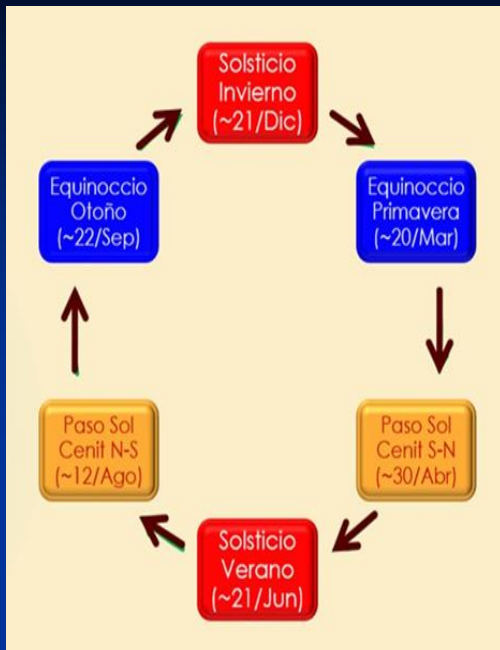 Solsticio
Invierno
(~21/Dic)
Equinoccio
Primavera
(~20/Mar)
Paso Sol
Cenit S-N
(~30/Abr)
Solsticio
Verano
(~21/Jun)
Paso Sol
Cenit N-S
(~12/Ago)
Equinoccio
Otoño
(~22/Sep)